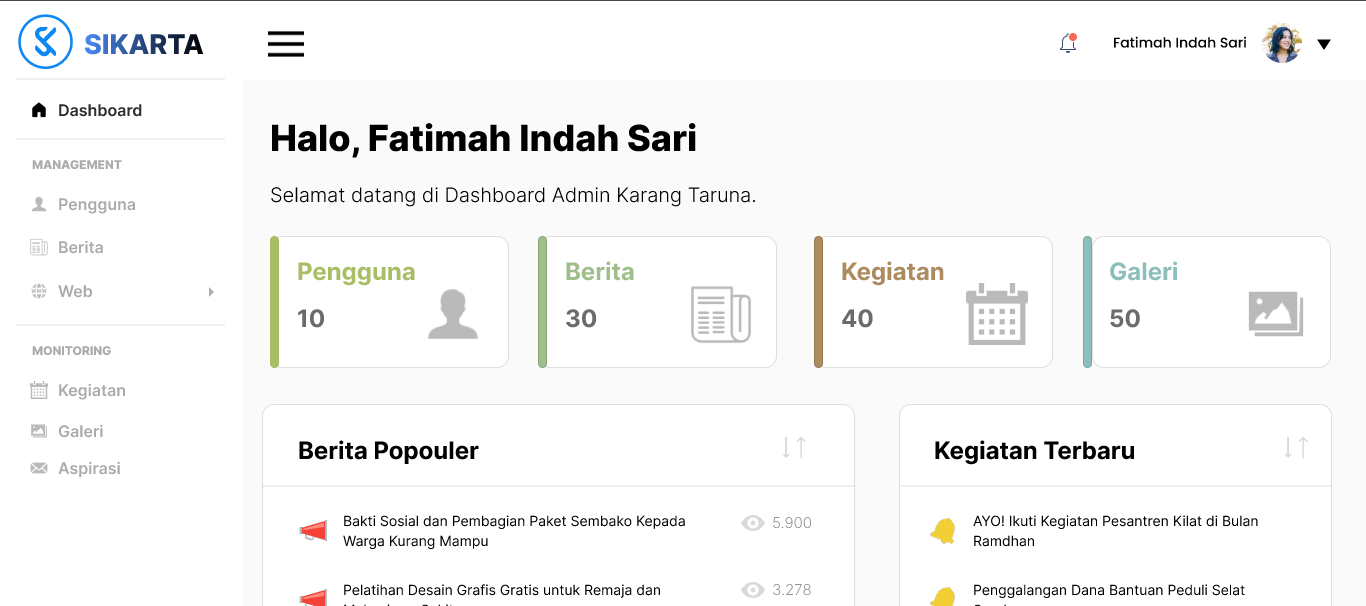 SIKARTA
Fatimah Indah Sari
Dashboard
MANAGEMENT
Pengguna
Berita
Web
MONITORING
Kegiatan
Galeri
Aspirasi
Halo, Fatimah Indah Sari
Selamat datang di Dashboard Admin Karang Taruna.
Pengguna
10
Berita
30
Kegiatan
40
Galeri
50
Berita Popouler
Bakti Sosial dan Pembagian Paket Sembako Kepada
Warga Kurang Mampu
5.900
Pelatihan Desain Grafis Gratis untuk Remaja dan
3.278
Kegiatan Terbaru
AYO! Ikuti Kegiatan Pesantren Kilat di Bulan
Ramdhan
Penggalangan Dana Bantuan Peduli Selat